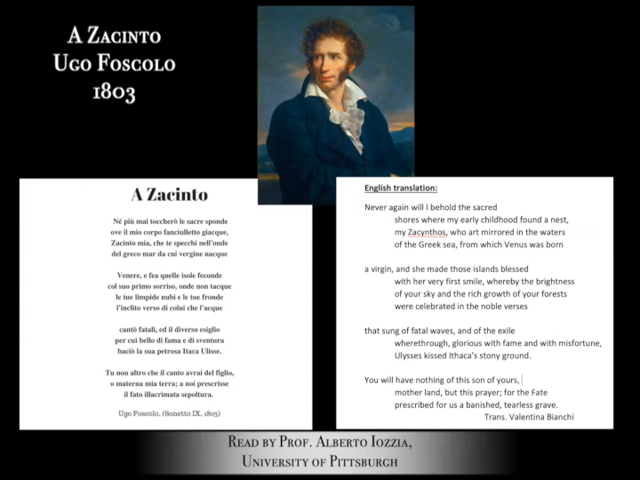 A Zacinto
Ugo Foscolo
1803
A Zacinto
Né più mai toccherò le sacre sponde
ove il mio corpo fanciulletto giacque,
Zacinto mia, che te specchi nell'onde
del greco mar da cui vergine nacque
Venere, e fea quelle isole feconde
col suo primo sorriso, onde non tacque
le tue limpide nubi e le tue fronde
l'inclito verso di colui che l'acque
cantò fatali, ed il diverso esiglio
per cui bello di fama e di sventura
baciò la sua petrosa Itaca Ulisse.
Tu non altro che il canto avrai del figlio,
o materna mia terra; a noi prescrisse
il fato illacrimata sepoltura.
Ugo Foscolo, (Sonetto IX, 1803)
English translation:
Never again will I behold the sacred
shores where my early childhood found a nest,
my Zacynthos, who art mirrored in the waters
of the Greek sea, from which Venus was born
a virgin, and she made those islands blessed
with her very first smile, whereby the brightness
of your sky and the rich growth of your forests
were celebrated in the noble verses
that sung of fatal waves, and of the exile
wherethrough, glorious with fame and with misfortune,
Ulysses kissed Ithaca's stony ground.
You will have nothing of this son of yours,
mother land, but this prayer; for the Fate
prescribed for us a banished, tearless grave.
Trans. Valentina Bianchi
Read by Prof. Alberto Iozzia,
University of Pittsburgh